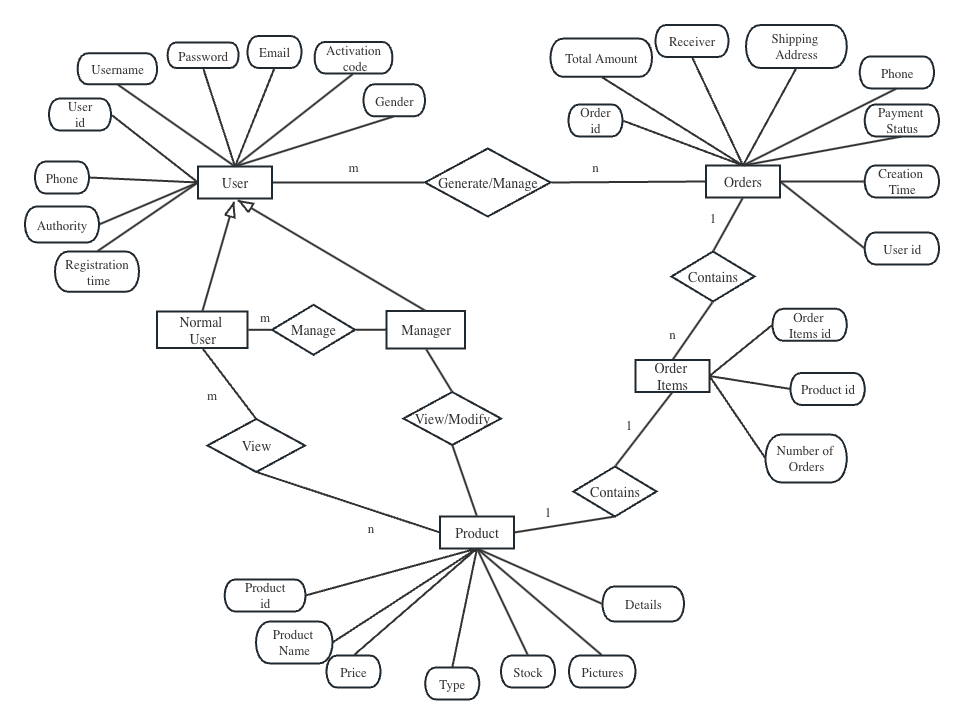 Username
Password
Email
Activation
code
Gender
User
id
Phone
Authority
Registration
time
User
m
Generate/Manage
n
Orders
Total Amount
Receiver
Shipping
Address
Phone
Order
id
Payment
Status
Creation
Time
User id
1
Contains
n
Order
Items
Order
Items id
Product id
Number of
Orders
Normal
User
m
Manage
Manager
m
View
n
View/Modify
1
Contains
1
Product
Product
id
Product
Name
Price
Type
Stock
Pictures
Details